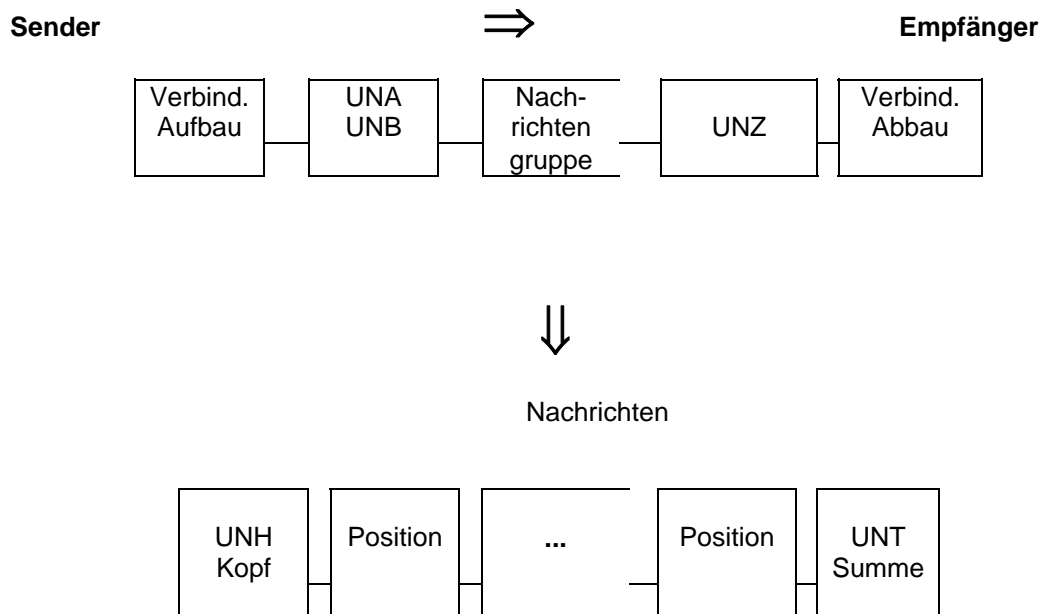 Sender ⇒ Empfänger
Verbind. UNA Nach- Verbind.
Aufbau UNB richten UNZ Abbau
gruppe
⇓
Nachrichten
UNH Position ... Position UNT
Kopf Summe